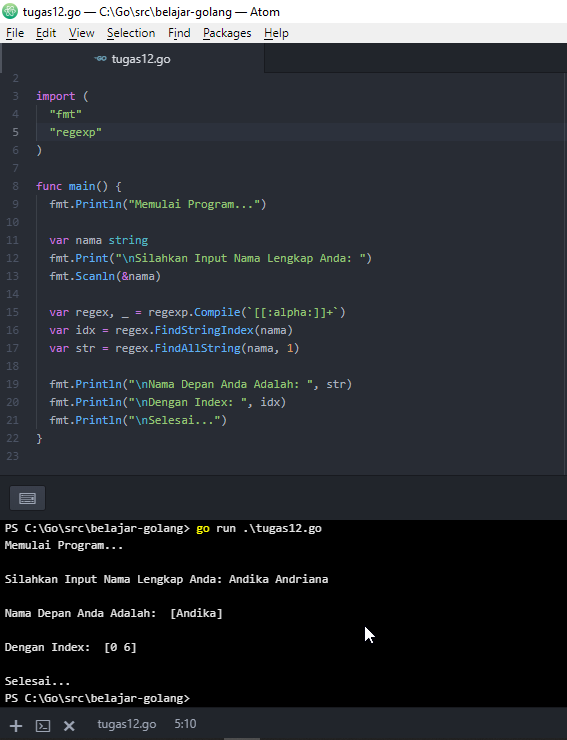 tugas12.go — C:\Go\src\belajar-golang — Atom
File Edit View Selection Find Packages Help
tugas12.go
2
3 import (
4 "fmt"
5 "regexp"
6 )
7
8 func main() {
9 fmt.Println("Memulai Program...")
10
11 var nama string
12 fmt.Print("\nSilahkan Input Nama Lengkap Anda: ")
13 fmt.Scanln(&nama)
14
15 var regex, _ = regexp.Compile(`[[:alpha:]]+`)
16 var idx = regex.FindStringIndex(nama)
17 var str = regex.FindAllString(nama, 1)
18
19 fmt.Println("\nNama Depan Anda Adalah: ", str)
20 fmt.Println("\nDengan Index: ", idx)
21 fmt.Println("\nSelesai...")
22 }
23
PS C:\Go\src\belajar-golang> go run .\tugas12.go
Memulai Program...
Silahkan Input Nama Lengkap Anda: Andika Andriana
Nama Depan Anda Adalah:  [Andika]
Dengan Index:  [0 6]
Selesai...
PS C:\Go\src\belajar-golang>
tugas12.go 5:10